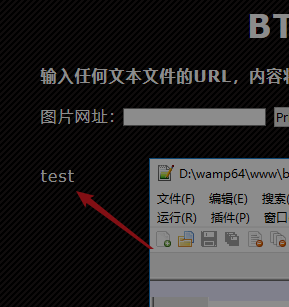 BT
输入任何文本文件的URL，内容将
图片网址：
Pr
test
D:\wamp64\www\b
文件(F) 编辑(E) 搜索(
运行(R) 插件(P) 窗口